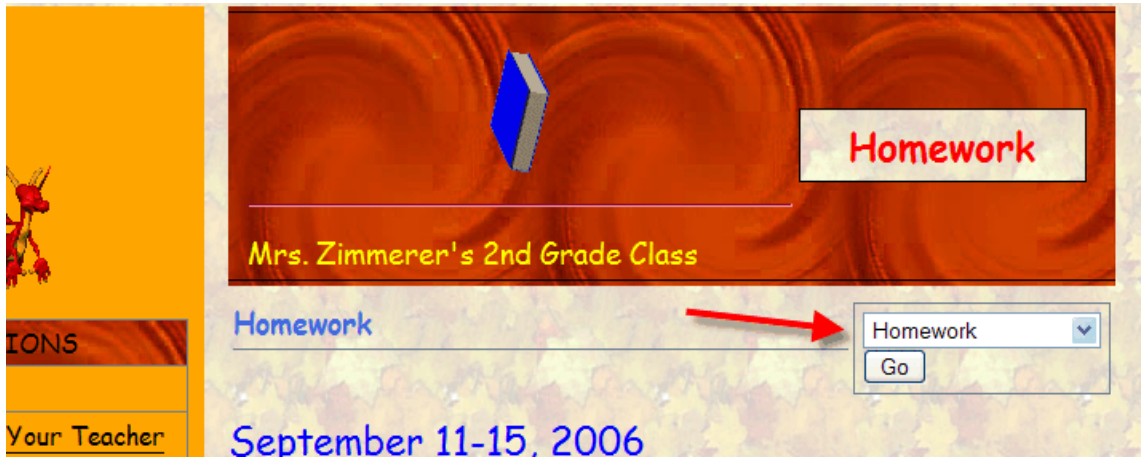 Homework
Mrs. Zimmerer's 2nd Grade Class
Homework
Homework
Go
IONS
Your Teacher
September 11-15, 2006